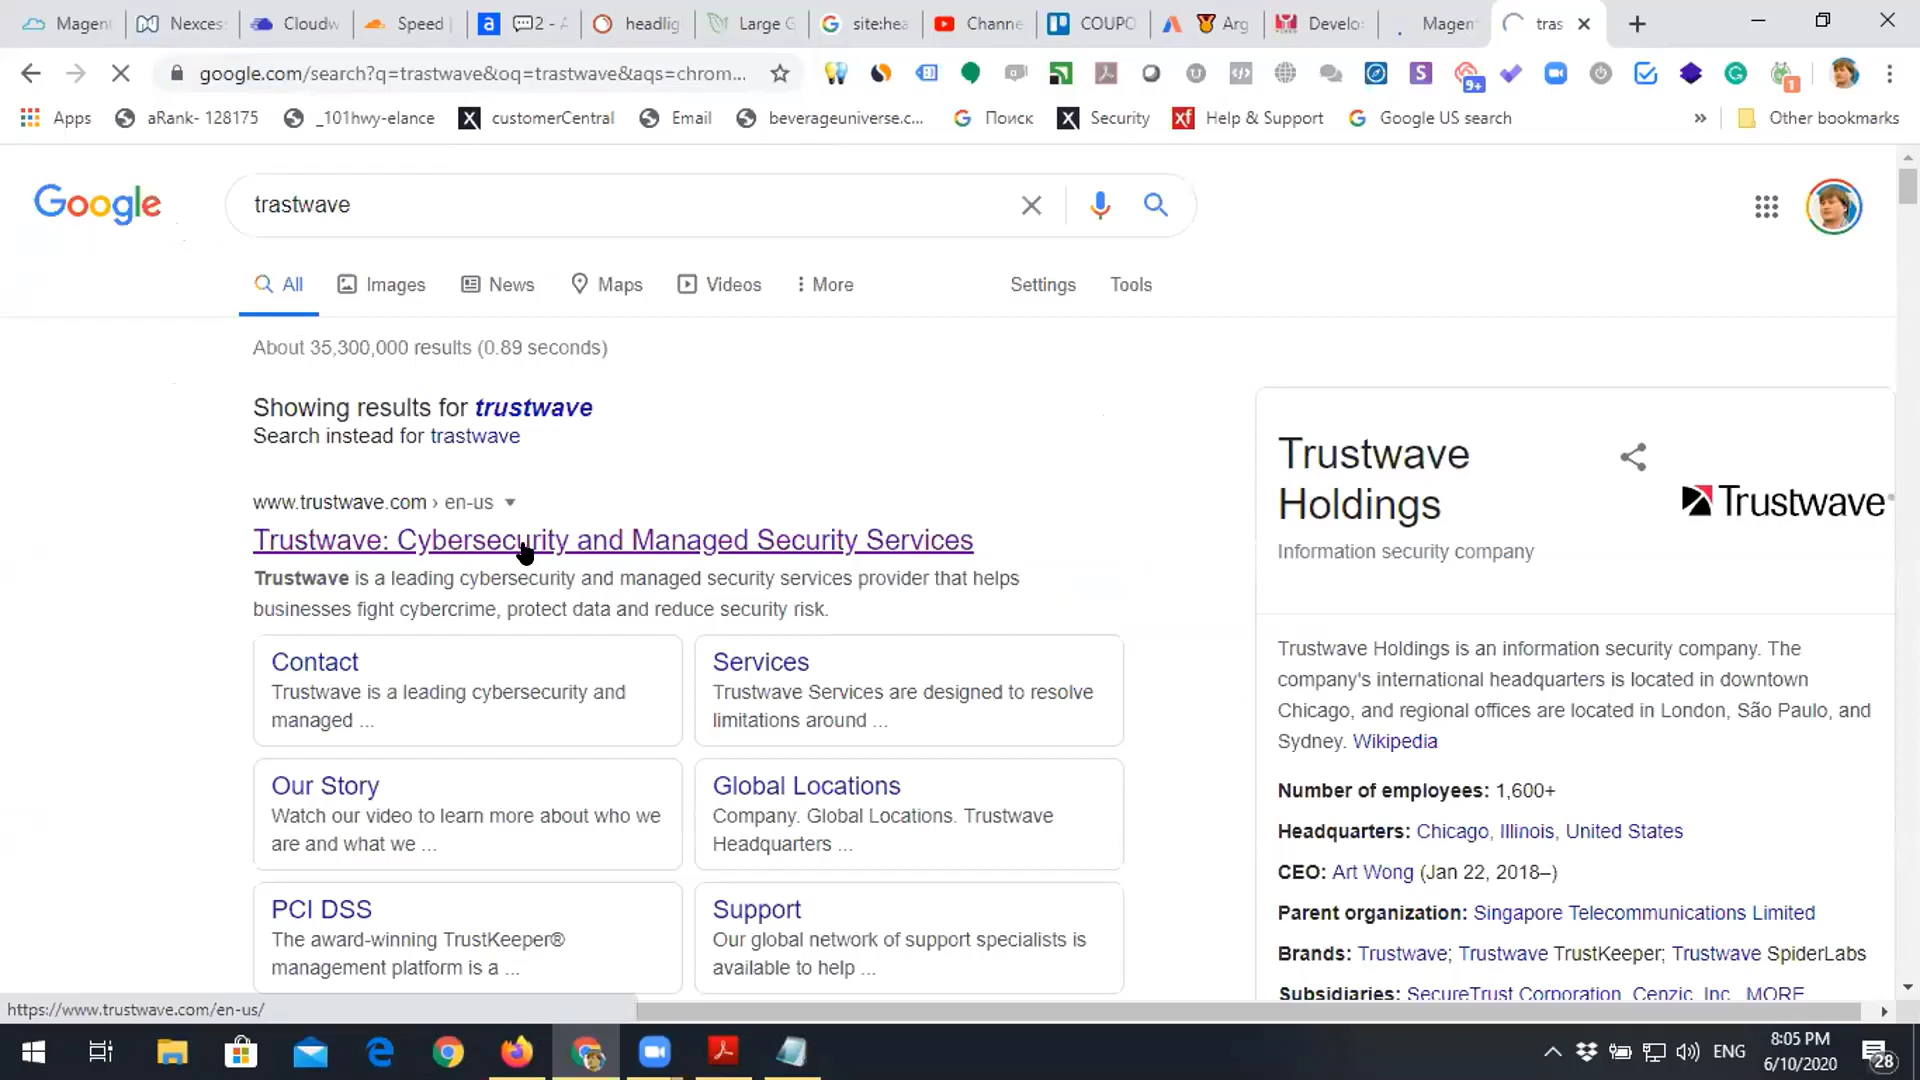 Magen
Nexces
Cloudw
Speed
2 - A
headlig
Large G
site:hea
Channe
COUPO
Arg
Develo
Magen
tras
google.com/search?q=trastwave&oq=trastwave&aqs=chrom...
9+
1
Apps
aRank- 128175
_101hwy-elance
customerCentral
Email
beverageuniverse.c...
Поиск
Security
Help & Support
Google US search
»
Other bookmarks
Google
trastwave
All
Images
News
Maps
Videos
More
Settings
Tools
About 35,300,000 results (0.89 seconds)
Showing results for trustwave
Search instead for trastwave
www.trustwave.com › en-us
Trustwave: Cybersecurity and Managed Security Services
Trustwave is a leading cybersecurity and managed security services provider that helps
businesses fight cybercrime, protect data and reduce security risk.
Contact
Trustwave is a leading cybersecurity and
managed ...
Services
Trustwave Services are designed to resolve
limitations around ...
Our Story
Watch our video to learn more about who we
are and what we ...
Global Locations
Company. Global Locations. Trustwave
Headquarters ...
PCI DSS
The award-winning TrustKeeper®
management platform is a ...
Support
Our global network of support specialists is
available to help ...
Trustwave
Holdings
Trustwave
Information security company
Trustwave Holdings is an information security company. The
company's international headquarters is located in downtown
Chicago, and regional offices are located in London, São Paulo, and
Sydney. Wikipedia
Number of employees: 1,600+
Headquarters: Chicago, Illinois, United States
CEO: Art Wong (Jan 22, 2018–)
Parent organization: Singapore Telecommunications Limited
Brands: Trustwave; Trustwave TrustKeeper; Trustwave SpiderLabs
Subsidiaries: SecureTrust Corporation, Cenzic, Inc., MORE
https://www.trustwave.com/en-us/
ENG
8:05 PM
6/10/2020
28